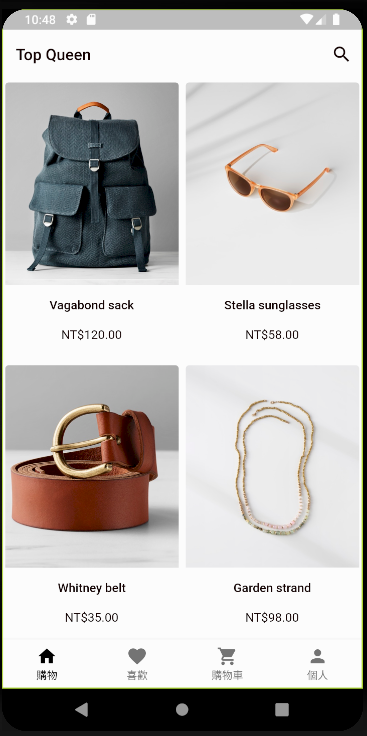 10:48
Top Queen
Vagabond sack
Stella sunglasses
NT$120.00
NT$58.00
Whitney belt
Garden strand
NT$35.00
NT$98.00
購物
喜歡
購物車
個人